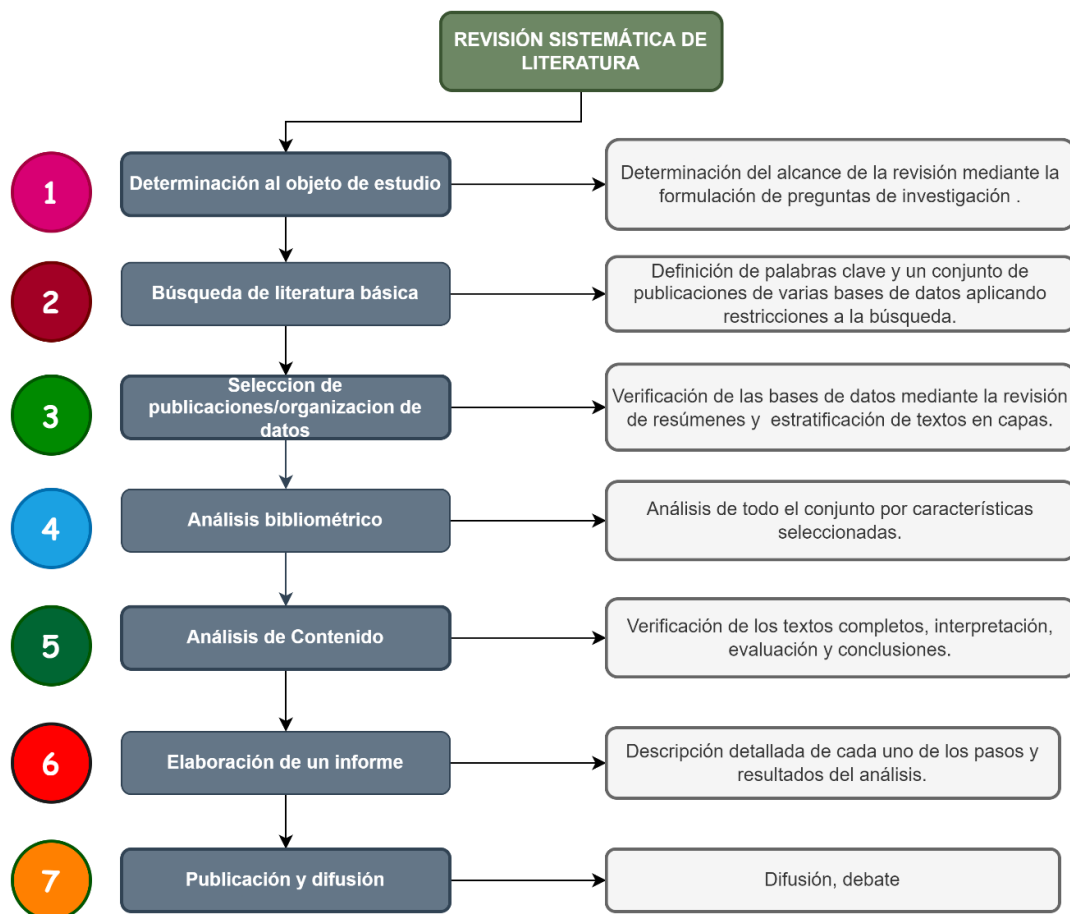 REVISIÓN SISTEMÁTICA DE
LITERATURA
1
Determinación al objeto de estudio
Determinación del alcance de la revisión mediante la
formulación de preguntas de investigación .
2
Búsqueda de literatura básica
Definición de palabras clave y un conjunto de
publicaciones de varias bases de datos aplicando
restricciones a la búsqueda.
3
Seleccion de
publicaciones/organizacion de
datos
Verificación de las bases de datos mediante la revisión
de resúmenes y estratificación de textos en capas.
4
Análisis bibliométrico
Análisis de todo el conjunto por características
seleccionadas.
5
Análisis de Contenido
Verificación de los textos completos, interpretación,
evaluación y conclusiones.
6
Elaboración de un informe
Descripción detallada de cada uno de los pasos y
resultados del análisis.
7
Publicación y difusión
Difusión, debate